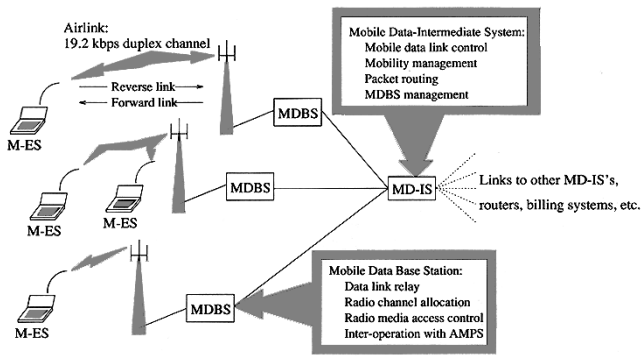 Airlink:
19.2 kbps duplex channel
Reverse link
Forward link
M-ES
MDBS
Mobile Data-Intermediate System:
Mobile data link control
Mobility management
Packet routing
MDBS management
M-ES
M-ES
MDBS
MD-IS
Links to other MD-IS's,
routers, billing systems, etc.
M-ES
MDBS
Mobile Data Base Station:
Data link relay
Radio channel allocation
Radio media access control
Inter-operation with AMPS